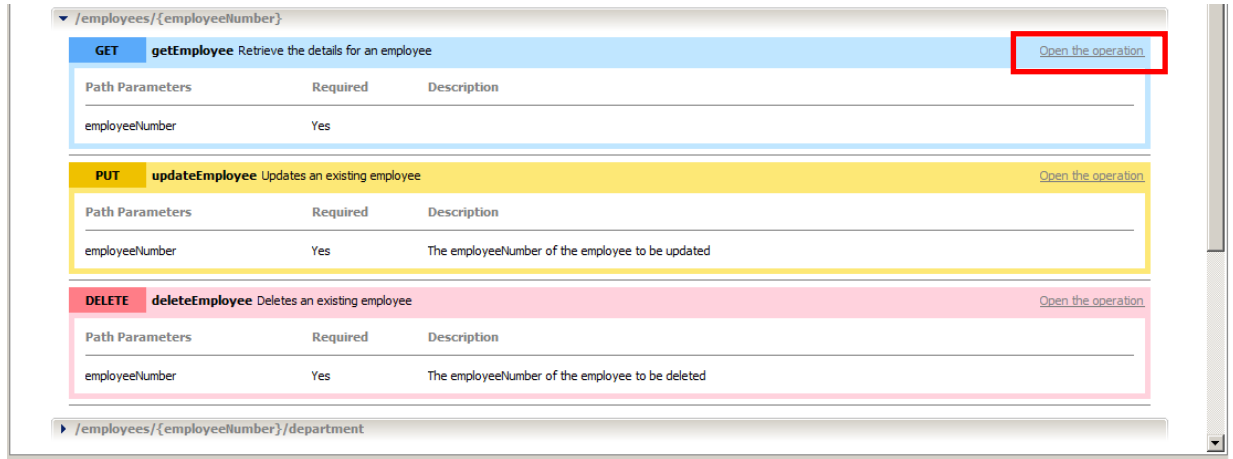 /employees/{employeeNumber}
GET getEmployee Retrieve the details for an employee Open the operation
Path Parameters Required Description
employeeNumber Yes
PUT updateEmployee Updates an existing employee Open the operation
Path Parameters Required Description
employeeNumber Yes The employeeNumber of the employee to be updated
DELETE deleteEmployee Deletes an existing employee Open the operation
Path Parameters Required Description
employeeNumber Yes The employeeNumber of the employee to be deleted
/employees/{employeeNumber}/department